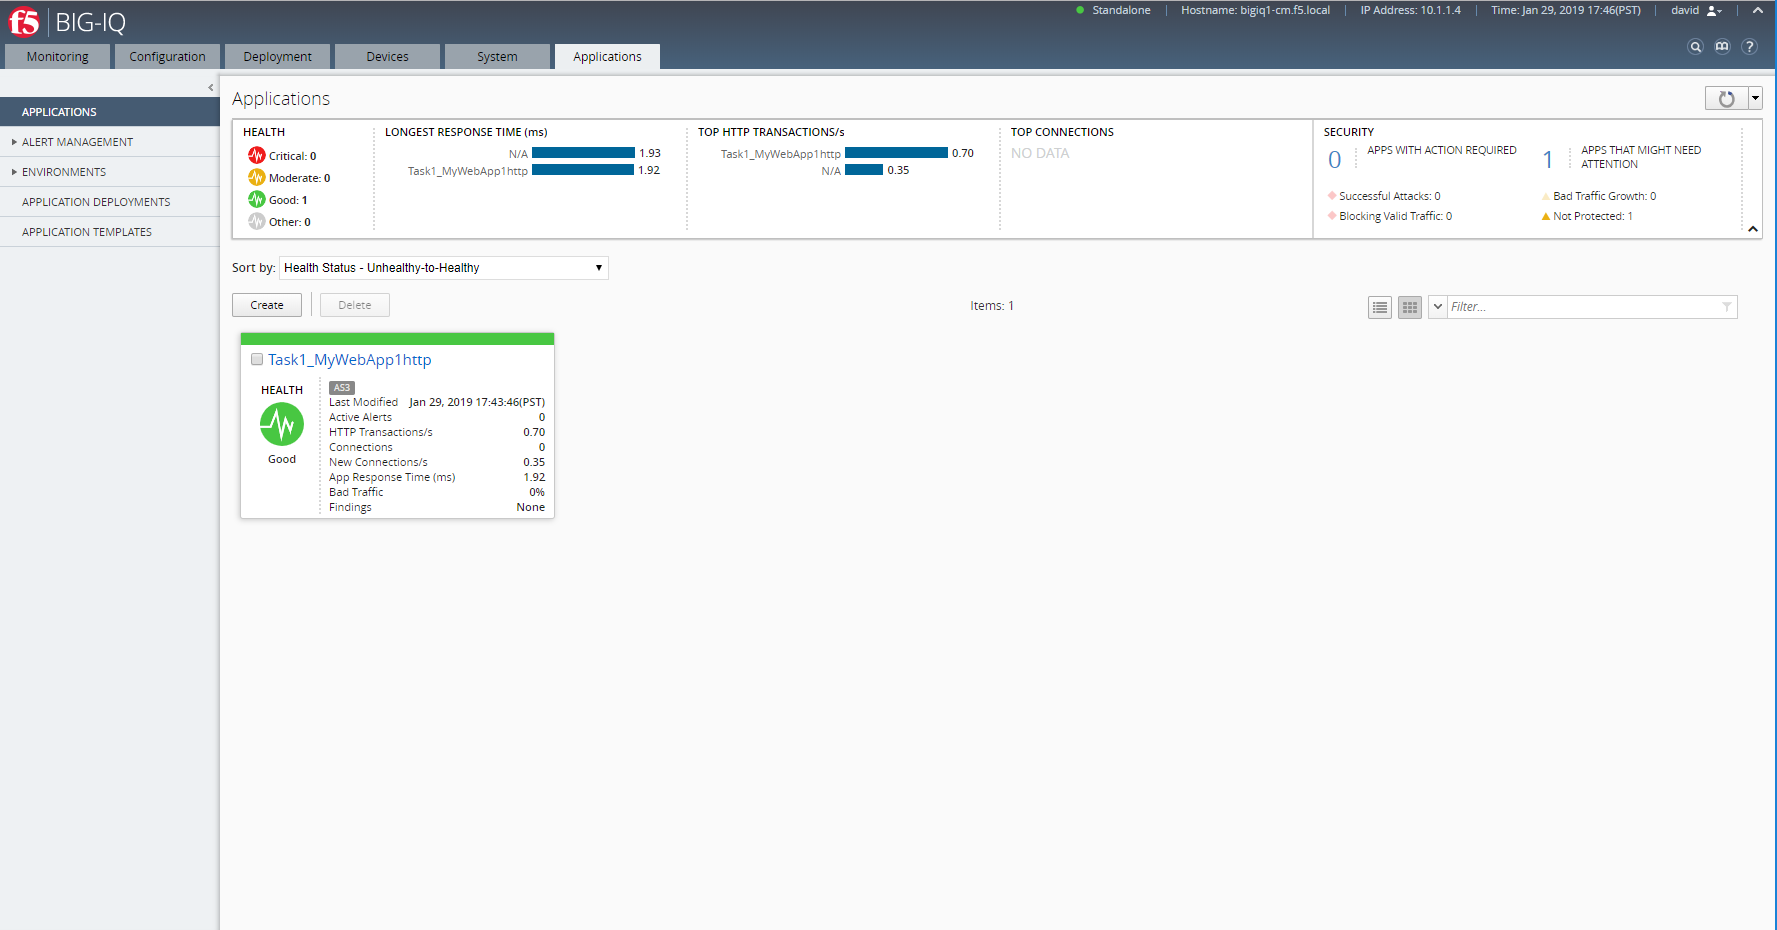 f5 BIG-IQ
Standalone Hostname: bigiq1-cm.f5.local IP Address: 10.1.1.4 Time: Jan 29, 2019 17:46(PST) david
Monitoring Configuration Deployment Devices System Applications
?
APPLICATIONS
ALERT MANAGEMENT
ENVIRONMENTS
APPLICATION DEPLOYMENTS
APPLICATION TEMPLATES
Applications
HEALTH
Critical: 0
Moderate: 0
Good: 1
Other: 0
LONGEST RESPONSE TIME (ms)
N/A 1.93
Task1_MyWebApp1http 1.92
TOP HTTP TRANSACTIONS/s
Task1_MyWebApp1http 0.70
N/A 0.35
TOP CONNECTIONS
NO DATA
SECURITY
0 APPS WITH ACTION REQUIRED
Successful Attacks: 0
Blocking Valid Traffic: 0
1 APPS THAT MIGHT NEED
ATTENTION
Bad Traffic Growth: 0
Not Protected: 1
Sort by: Health Status - Unhealthy-to-Healthy
Create Delete Items: 1 Filter...
Task1_MyWebApp1http
HEALTH
Good
AS3
Last Modified Jan 29, 2019 17:43:46(PST)
Active Alerts 0
HTTP Transactions/s 0.70
Connections 0
New Connections/s 0.35
App Response Time (ms) 1.92
Bad Traffic 0%
Findings None